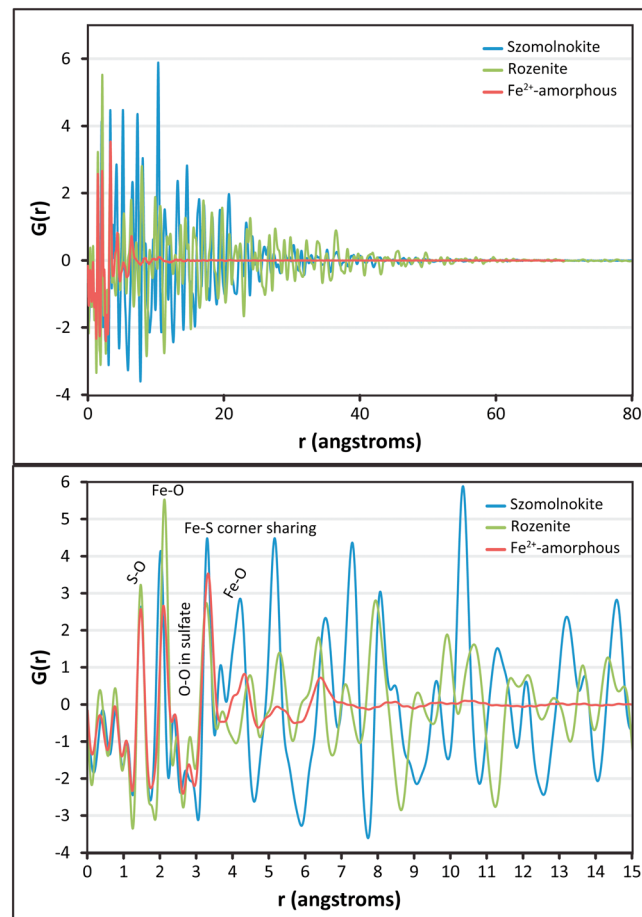 6
4
2
0
-2
-4
G(r)
Szomolnokite
Rozenite
Fe²⁺-amorphous
0
20
40
60
80
r (angstroms)
6
5
4
3
2
1
0
-1
-2
-3
-4
G(r)
S-O
Fe-O
O-O in sulfate
Fe-S corner sharing
Fe-O
Szomolnokite
Rozenite
Fe²⁺-amorphous
0 1 2 3 4 5 6 7 8 9 10 11 12 13 14 15
r (angstroms)